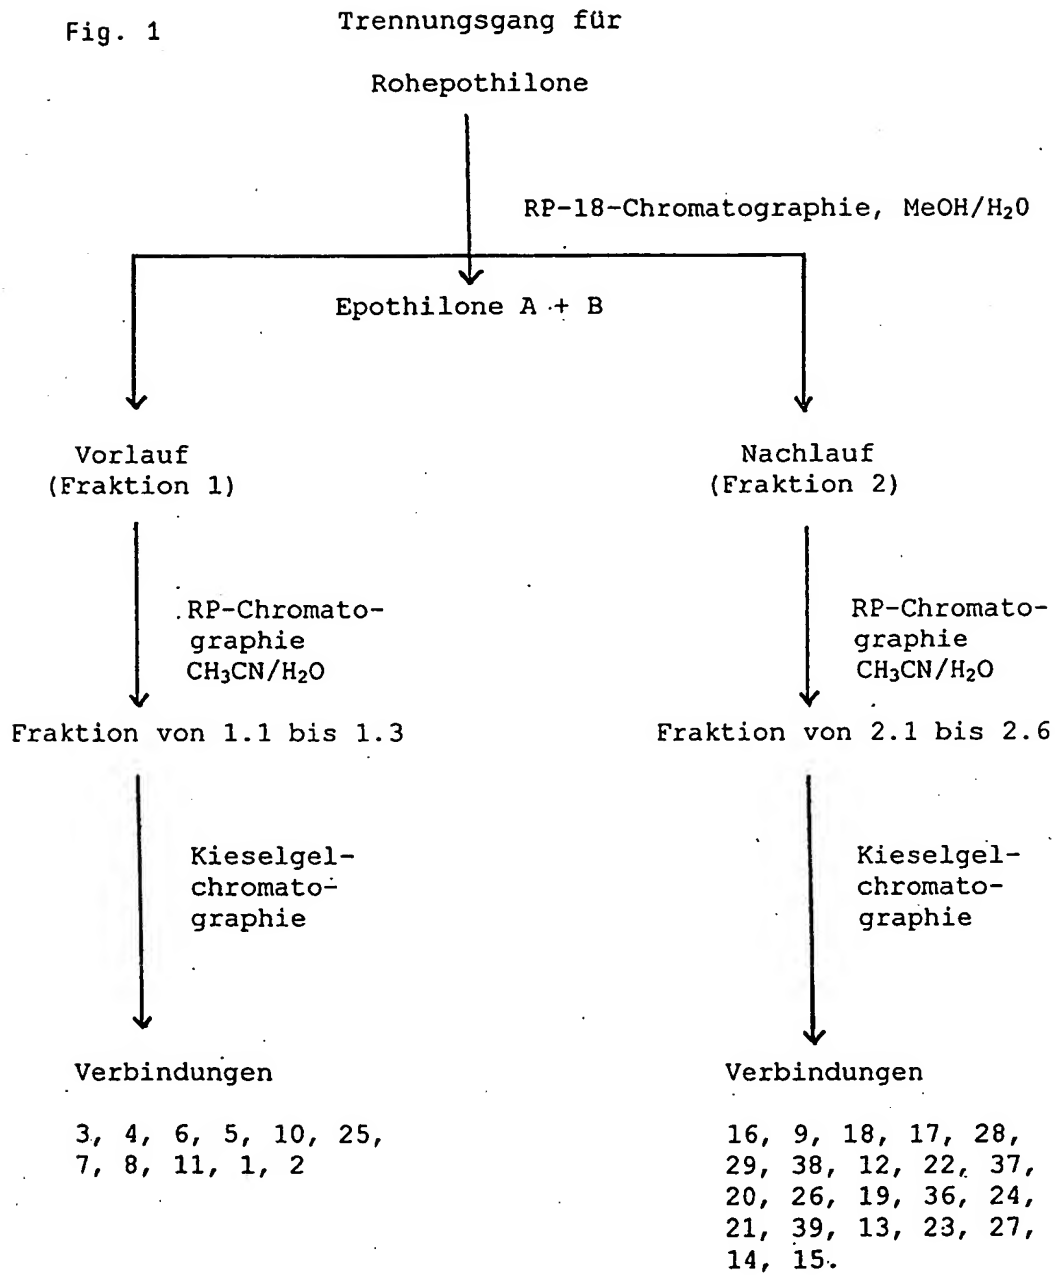 Fig. 1
Trennungsgang für
Rohepothilone
RP-18-Chromatographie, MeOH/H₂O
Epothilone A + B
Vorlauf
(Fraktion 1)
RP-Chromato-
graphie
CH₃CN/H₂O
Fraktion von 1.1 bis 1.3
Kieselgel-
chromato-
graphie
Verbindungen
3, 4, 6, 5, 10, 25,
7, 8, 11, 1, 2
Nachlauf
(Fraktion 2)
RP-Chromato-
graphie
CH₃CN/H₂O
Fraktion von 2.1 bis 2.6
Kieselgel-
chromato-
graphie
Verbindungen
16, 9, 18, 17, 28,
29, 38, 12, 22, 37,
20, 26, 19, 36, 24,
21, 39, 13, 23, 27,
14, 15.